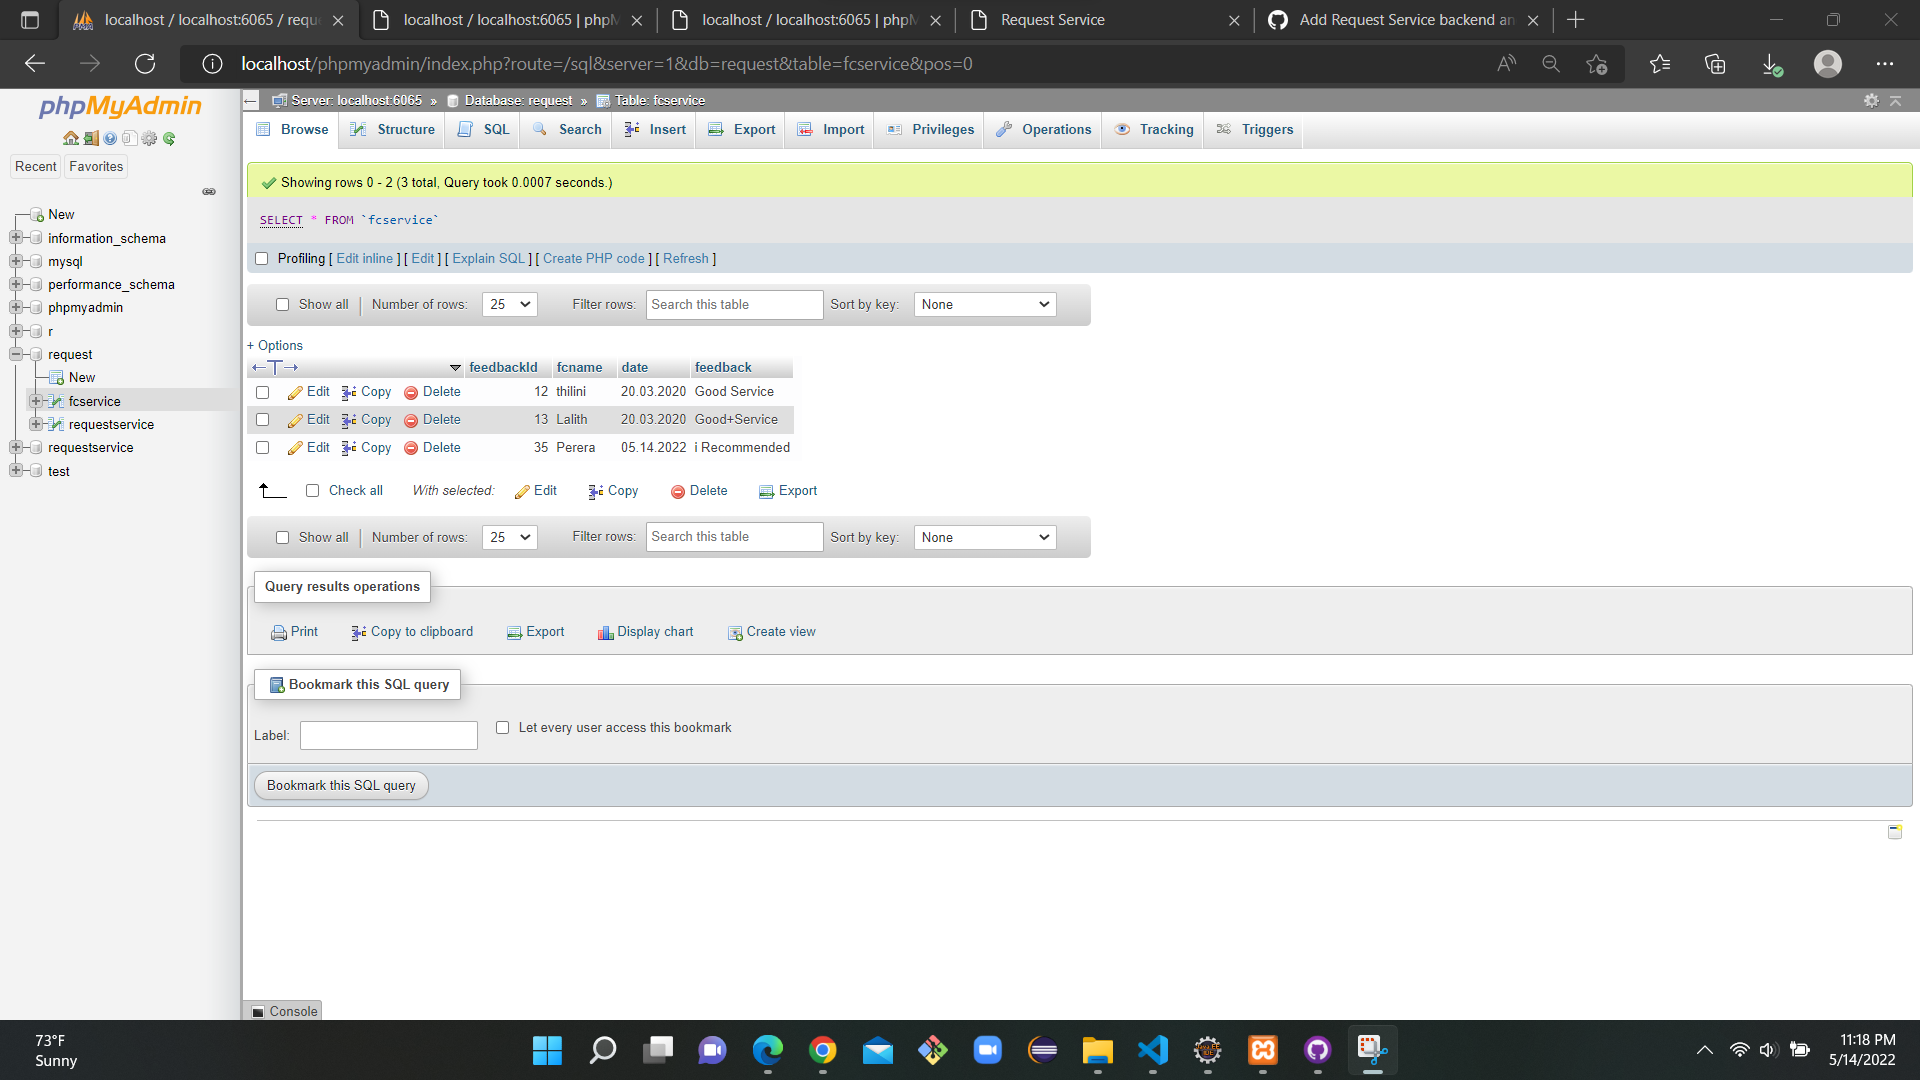 localhost / localhost:6065 / reque
localhost / localhost:6065 | phpM
localhost / localhost:6065 | phpM
Request Service
Add Request Service backend an
localhost/phpmyadmin/index.php?route=/sql&server=1&db=request&table=fcservice&pos=0
phpMyAdmin
Recent
Favorites
New
information_schema
mysql
performance_schema
phpmyadmin
r
request
New
fcservice
requestservice
requestservice
test
Server: localhost:6065 » Database: request » Table: fcservice
Browse
Structure
SQL
Search
Insert
Export
Import
Privileges
Operations
Tracking
Triggers
Showing rows 0 - 2 (3 total, Query took 0.0007 seconds.)
SELECT * FROM `fcservice`
Profiling [ Edit inline ] [ Edit ] [ Explain SQL ] [ Create PHP code ] [ Refresh ]
Show all | Number of rows: 25 Filter rows: Search this table Sort by key: None
+ Options
feedbackId fcname date feedback
Edit Copy Delete 12 thilini 20.03.2020 Good Service
Edit Copy Delete 13 Lalith 20.03.2020 Good+Service
Edit Copy Delete 35 Perera 05.14.2022 i Recommended
Check all With selected: Edit Copy Delete Export
Show all | Number of rows: 25 Filter rows: Search this table Sort by key: None
Query results operations
Print Copy to clipboard Export Display chart Create view
Bookmark this SQL query
Label: Let every user access this bookmark
Bookmark this SQL query
Console
73°F
Sunny
11:18 PM
5/14/2022